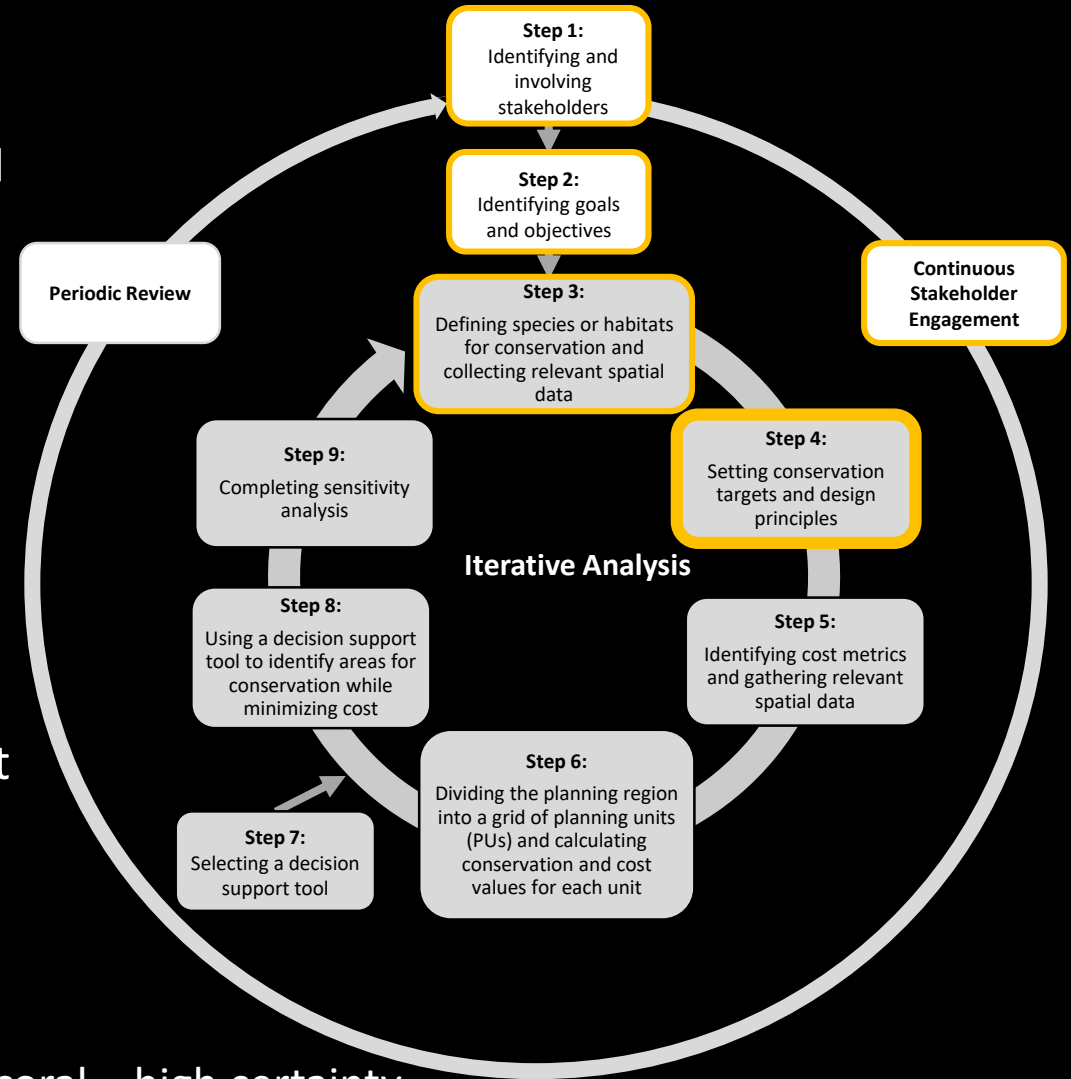 Step 1:
Identifying and
involving
stakeholders
Step 2:
Identifying goals
and objectives
Periodic Review
Continuous
Stakeholder
Engagement
Step 3:
Defining species or habitats
for conservation and
collecting relevant spatial
data
Step 4:
Setting conservation
targets and design
principles
Step 9:
Completing sensitivity
analysis
Iterative Analysis
Step 8:
Using a decision support
tool to identify areas for
conservation while
minimizing cost
Step 5:
Identifying cost metrics
and gathering relevant
spatial data
Step 6:
Dividing the planning region
into a grid of planning units
(PUs) and calculating
conservation and cost
values for each unit
Step 7:
Selecting a decision
support tool
high certainty